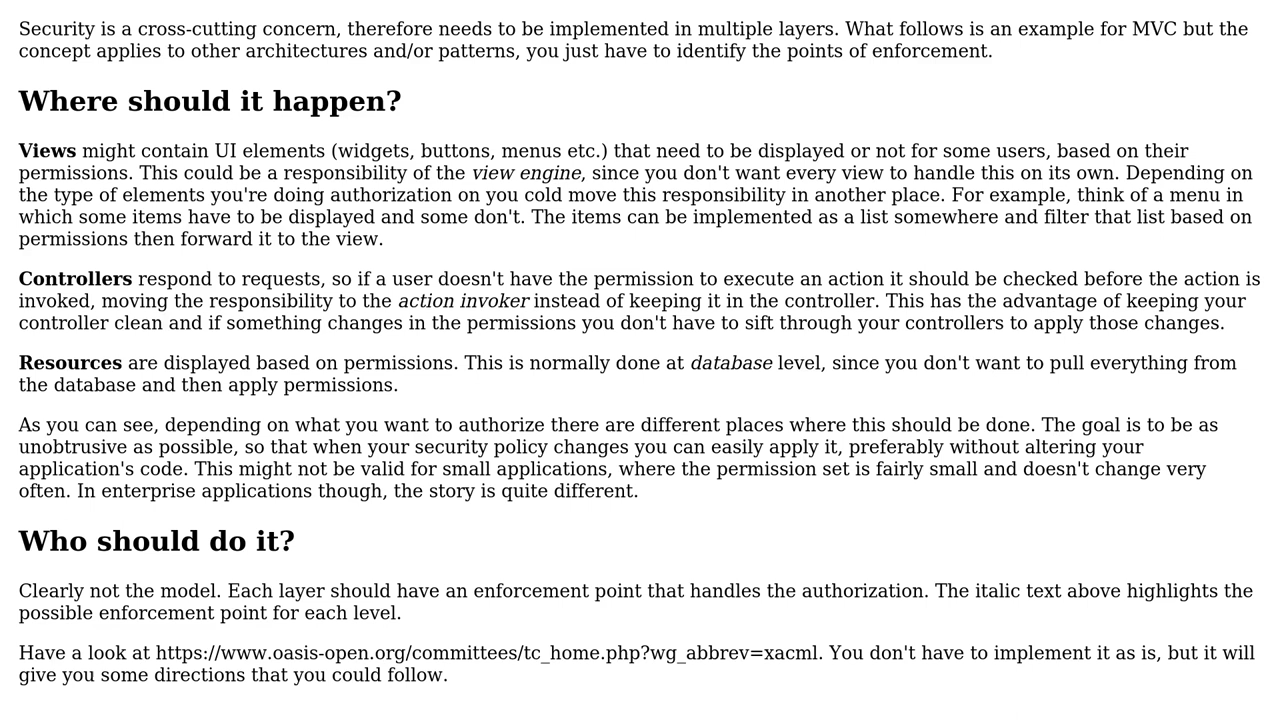 Security is a cross-cutting concern, therefore needs to be implemented in multiple layers. What follows is an example for MVC but the
concept applies to other architectures and/or patterns, you just have to identify the points of enforcement.
Where should it happen?
Views might contain UI elements (widgets, buttons, menus etc.) that need to be displayed or not for some users, based on their
permissions. This could be a responsibility of the view engine, since you don't want every view to handle this on its own. Depending on
the type of elements you're doing authorization on you cold move this responsibility in another place. For example, think of a menu in
which some items have to be displayed and some don't. The items can be implemented as a list somewhere and filter that list based on
permissions then forward it to the view.
Controllers respond to requests, so if a user doesn't have the permission to execute an action it should be checked before the action is
invoked, moving the responsibility to the action invoker instead of keeping it in the controller. This has the advantage of keeping your
controller clean and if something changes in the permissions you don't have to sift through your controllers to apply those changes.
Resources are displayed based on permissions. This is normally done at database level, since you don't want to pull everything from
the database and then apply permissions.
As you can see, depending on what you want to authorize there are different places where this should be done. The goal is to be as
unobtrusive as possible, so that when your security policy changes you can easily apply it, preferably without altering your
application's code. This might not be valid for small applications, where the permission set is fairly small and doesn't change very
often. In enterprise applications though, the story is quite different.
Who should do it?
Clearly not the model. Each layer should have an enforcement point that handles the authorization. The italic text above highlights the
possible enforcement point for each level.
Have a look at https://www.oasis-open.org/committees/tc_home.php?wg_abbrev=xacml. You don't have to implement it as is, but it will
give you some directions that you could follow.